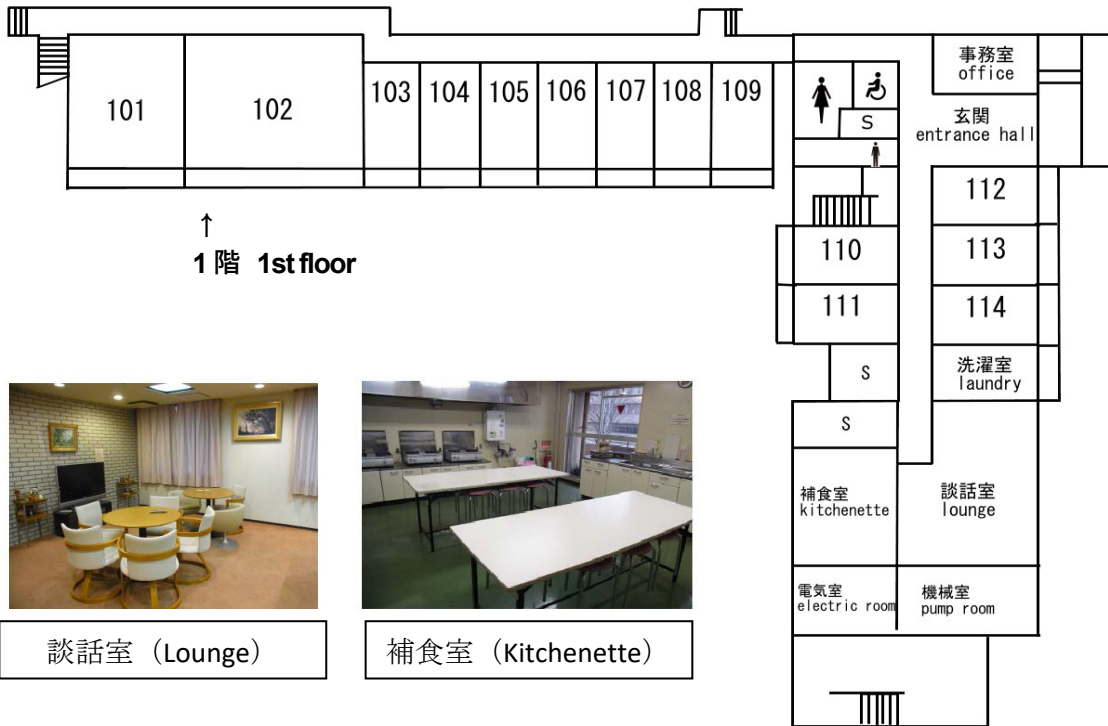 事務室
office
玄関
entrance hall
101
102
103
104
105
106
107
108
109
S
112
110
113
111
114
S
洗濯室
laundry
S
補食室
kitchenette
談話室
lounge
電気室
electric room
機械室
pump room
↑
1 階 1st floor
談話室（Lounge）
補食室（Kitchenette）